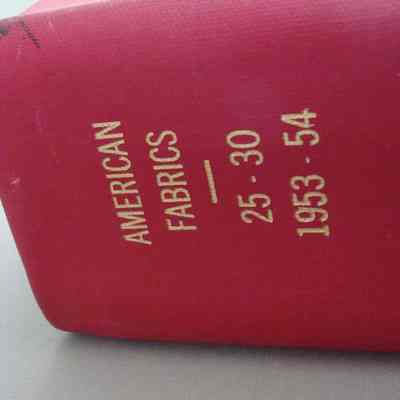 AMERICAN
FABRICS
—
25 - 30
1953 - 54